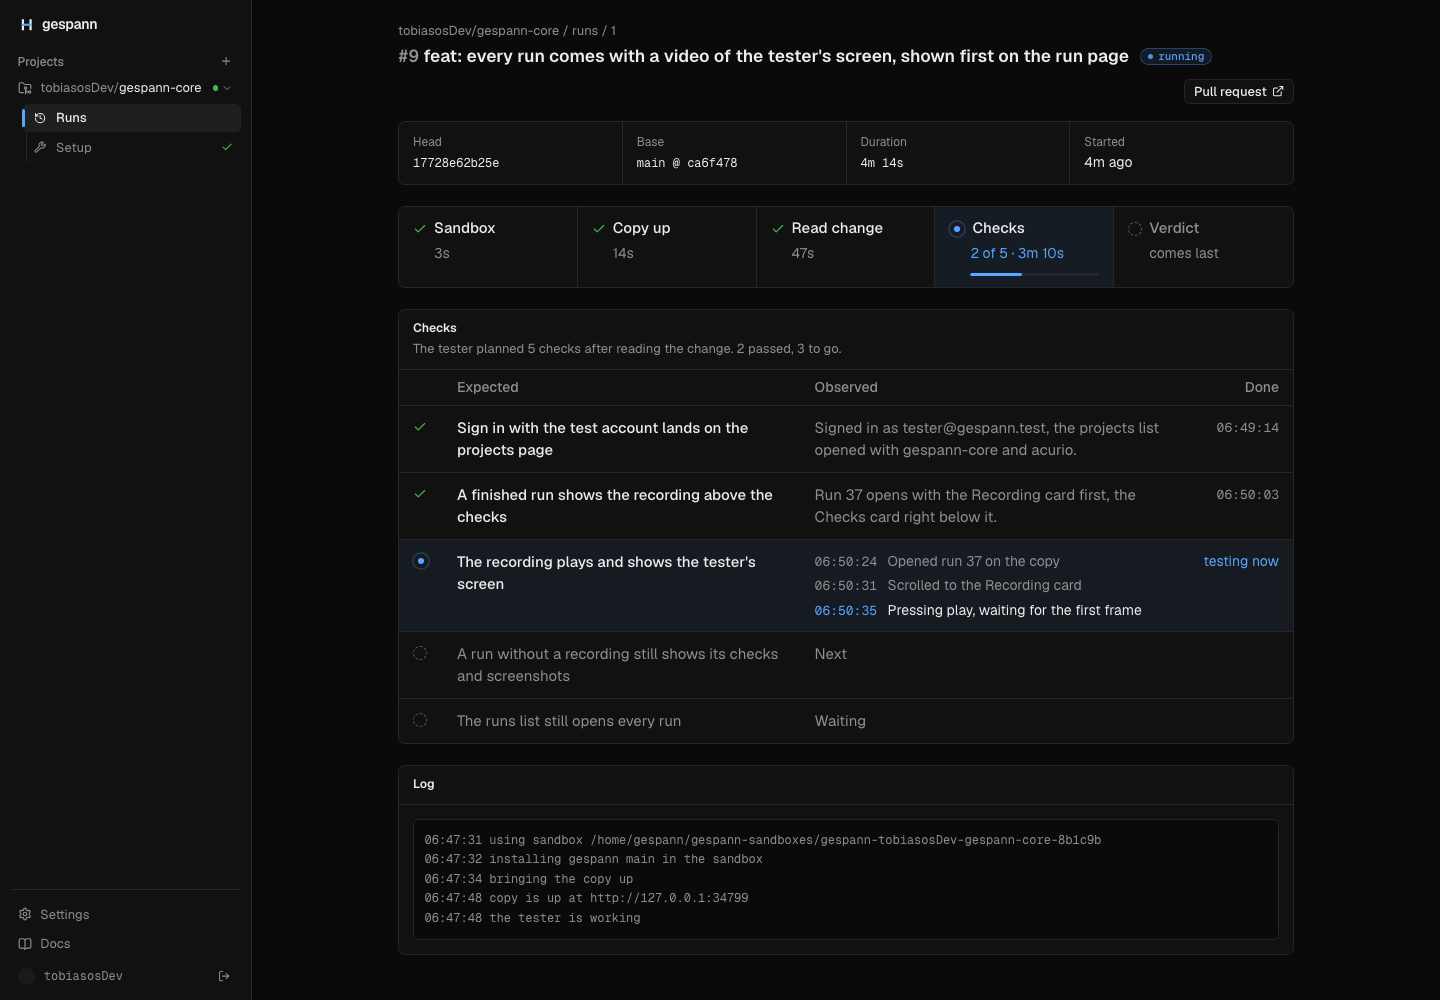 gespann
Projects
tobiasosDev/gespann-core
Runs
Setup
Settings
Docs
tobiasosDev
tobiasosDev/gespann-core / runs / 1
#9 feat: every run comes with a video of the tester's screen, shown first on the run page
running
Pull request
Head
17728e62b25e
Base
main @ ca6f478
Duration
4m 14s
Started
4m ago
Sandbox
3s
Copy up
14s
Read change
47s
Checks
2 of 5 · 3m 10s
Verdict
comes last
Checks
The tester planned 5 checks after reading the change. 2 passed, 3 to go.
Expected Observed Done
Sign in with the test account lands on the
projects page
Signed in as tester@gespann.test, the projects list
opened with gespann-core and acurio.
06:49:14
A finished run shows the recording above the
checks
Run 37 opens with the Recording card first, the
Checks card right below it.
06:50:03
The recording plays and shows the tester's
screen
06:50:24 Opened run 37 on the copy
06:50:31 Scrolled to the Recording card
06:50:35 Pressing play, waiting for the first frame
testing now
A run without a recording still shows its checks
and screenshots
Next
The runs list still opens every run
Waiting
Log
06:47:31 using sandbox /home/gespann/gespann-sandboxes/gespann-tobiasosDev-gespann-core-8b1c9b
06:47:32 installing gespann main in the sandbox
06:47:34 bringing the copy up
06:47:48 copy is up at http://127.0.0.1:34799
06:47:48 the tester is working